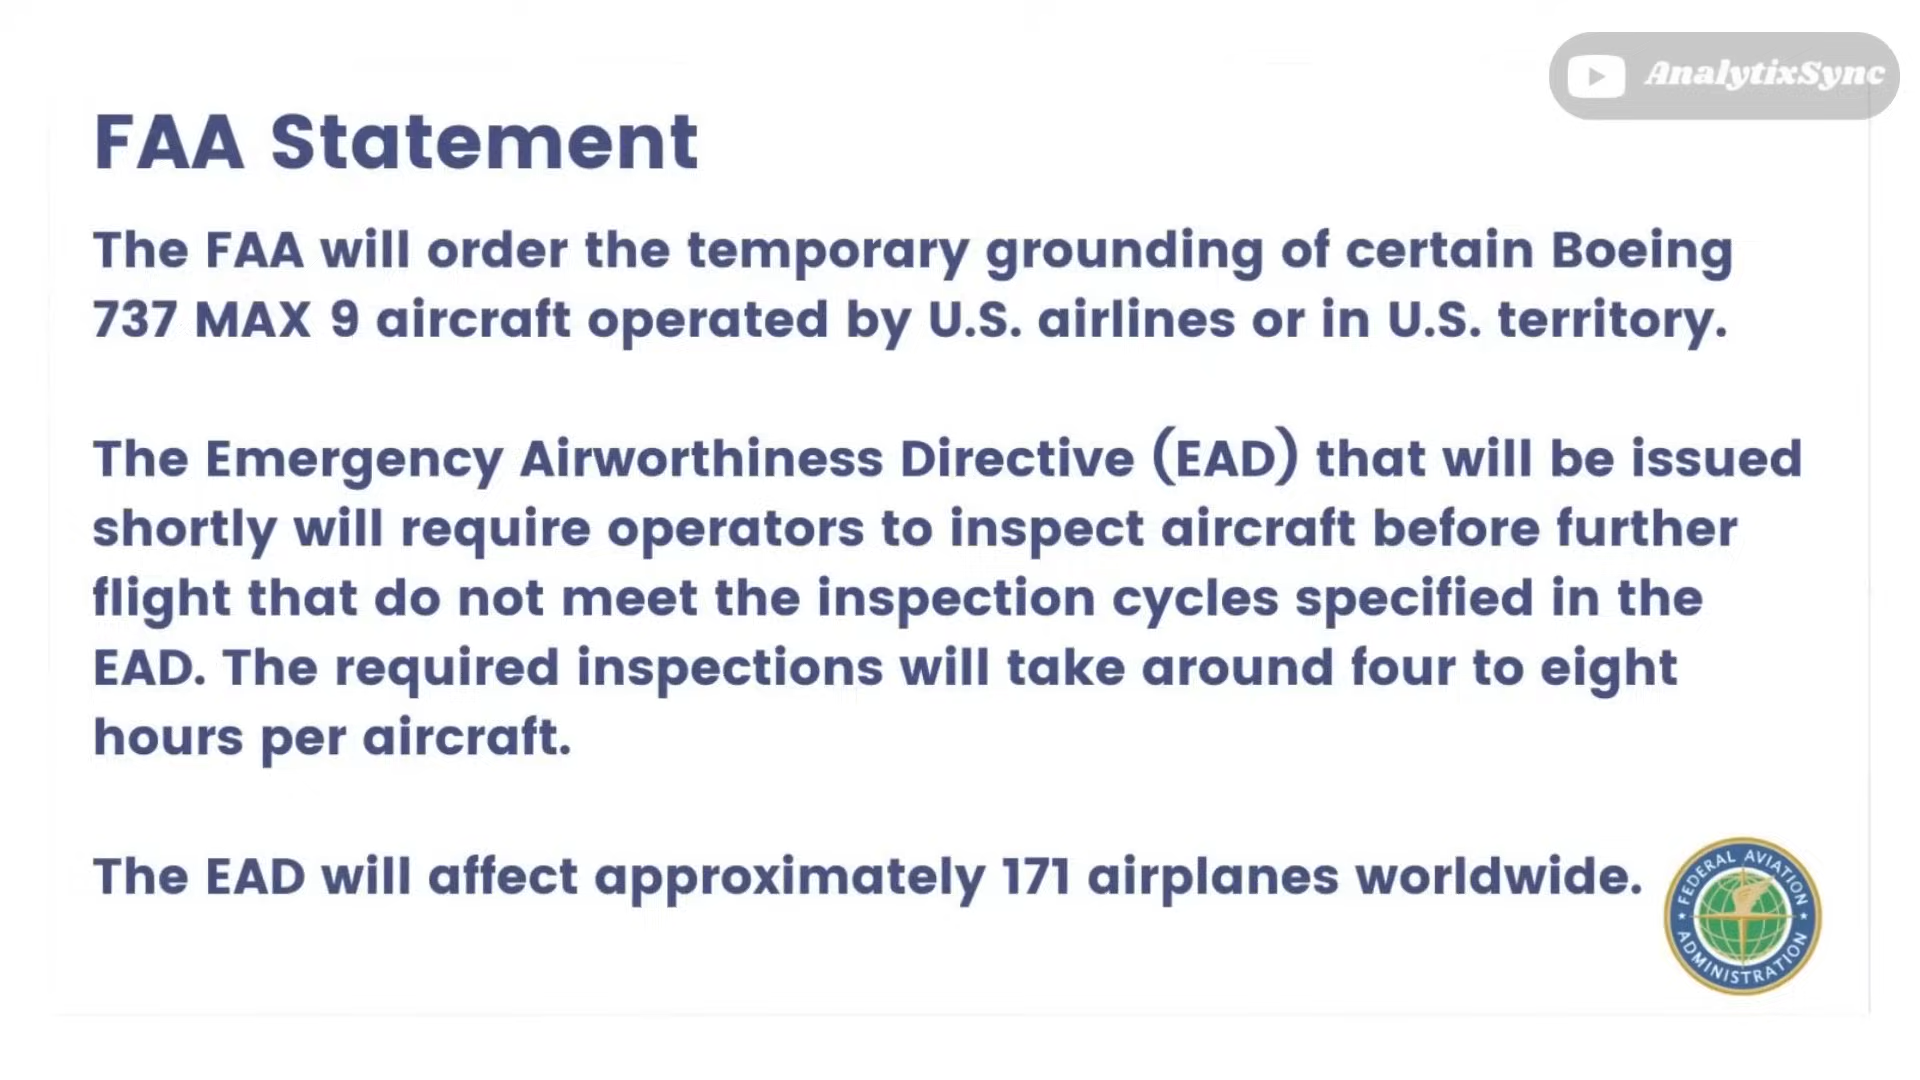 AnalytixSync
FAA Statement
The FAA will order the temporary grounding of certain Boeing
737 MAX 9 aircraft operated by U.S. airlines or in U.S. territory.
The Emergency Airworthiness Directive (EAD) that will be issued
shortly will require operators to inspect aircraft before further
flight that do not meet the inspection cycles specified in the
EAD. The required inspections will take around four to eight
hours per aircraft.
The EAD will affect approximately 171 airplanes worldwide.
FEDERAL AVIATION
ADMINISTRATION